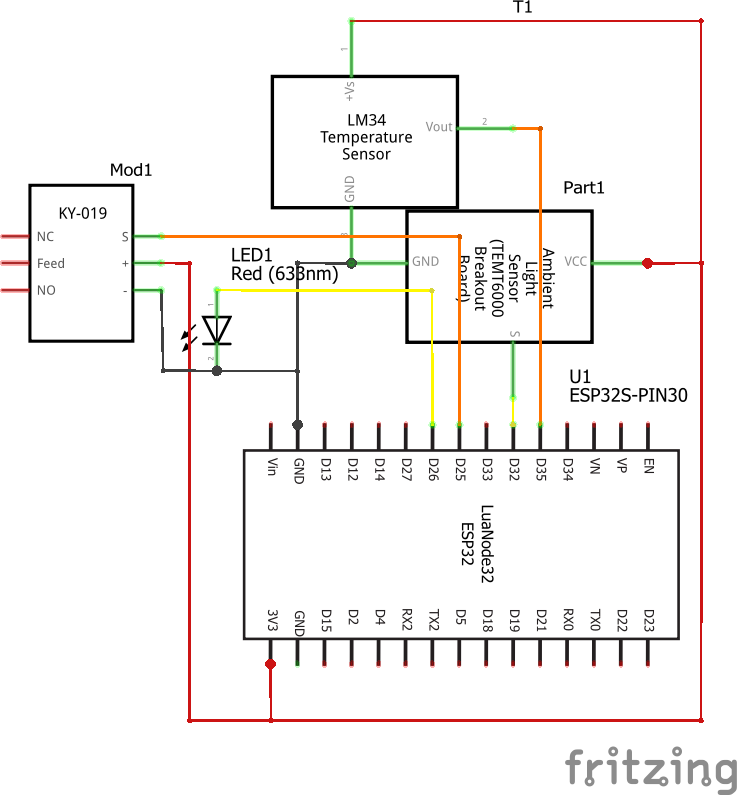 T1
1
+Vs
LM34
Temperature
Sensor
Vout
2
GND
3
Mod1
KY-019
NC
Feed
NO
S
+
-
Part1
GND
VCC
Ambient
Light
Sensor
(TEMT6000
Breakout
Board)
S
LED1
Red (633nm)
1
2
U1
ESP32S-PIN30
Vin
GND
D13
D12
D14
D27
D26
D25
D33
D32
D35
D34
VN
VP
EN
LuaNode32
ESP32
3V3
GND
D15
D2
D4
RX2
TX2
D5
D18
D19
D21
RX0
TX0
D22
D23
fritzing